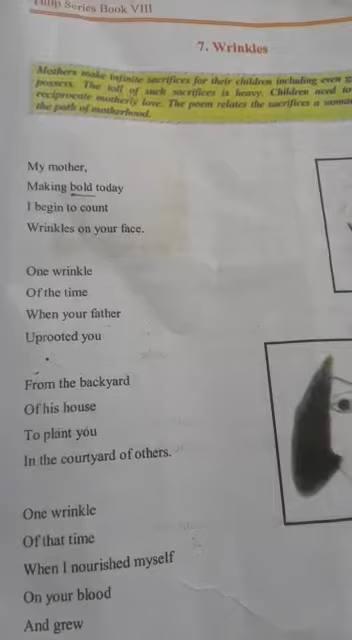 Tulip Series Book VIII
7. Wrinkles
Mothers make infinite sacrifices for their children including even
possess. The toll of such sacrifices is heavy. Children need to
reciprocate motherly love. The poem relates the sacrifices a
the path of motherhood.
My mother,
Making bold today
I begin to count
Wrinkles on your face.
One wrinkle
Of the time
When your father
Uprooted you
From the backyard
Of his house
To plant you
In the courtyard of others.
One wrinkle
Of that time
When I nourished myself
On your blood
And grew